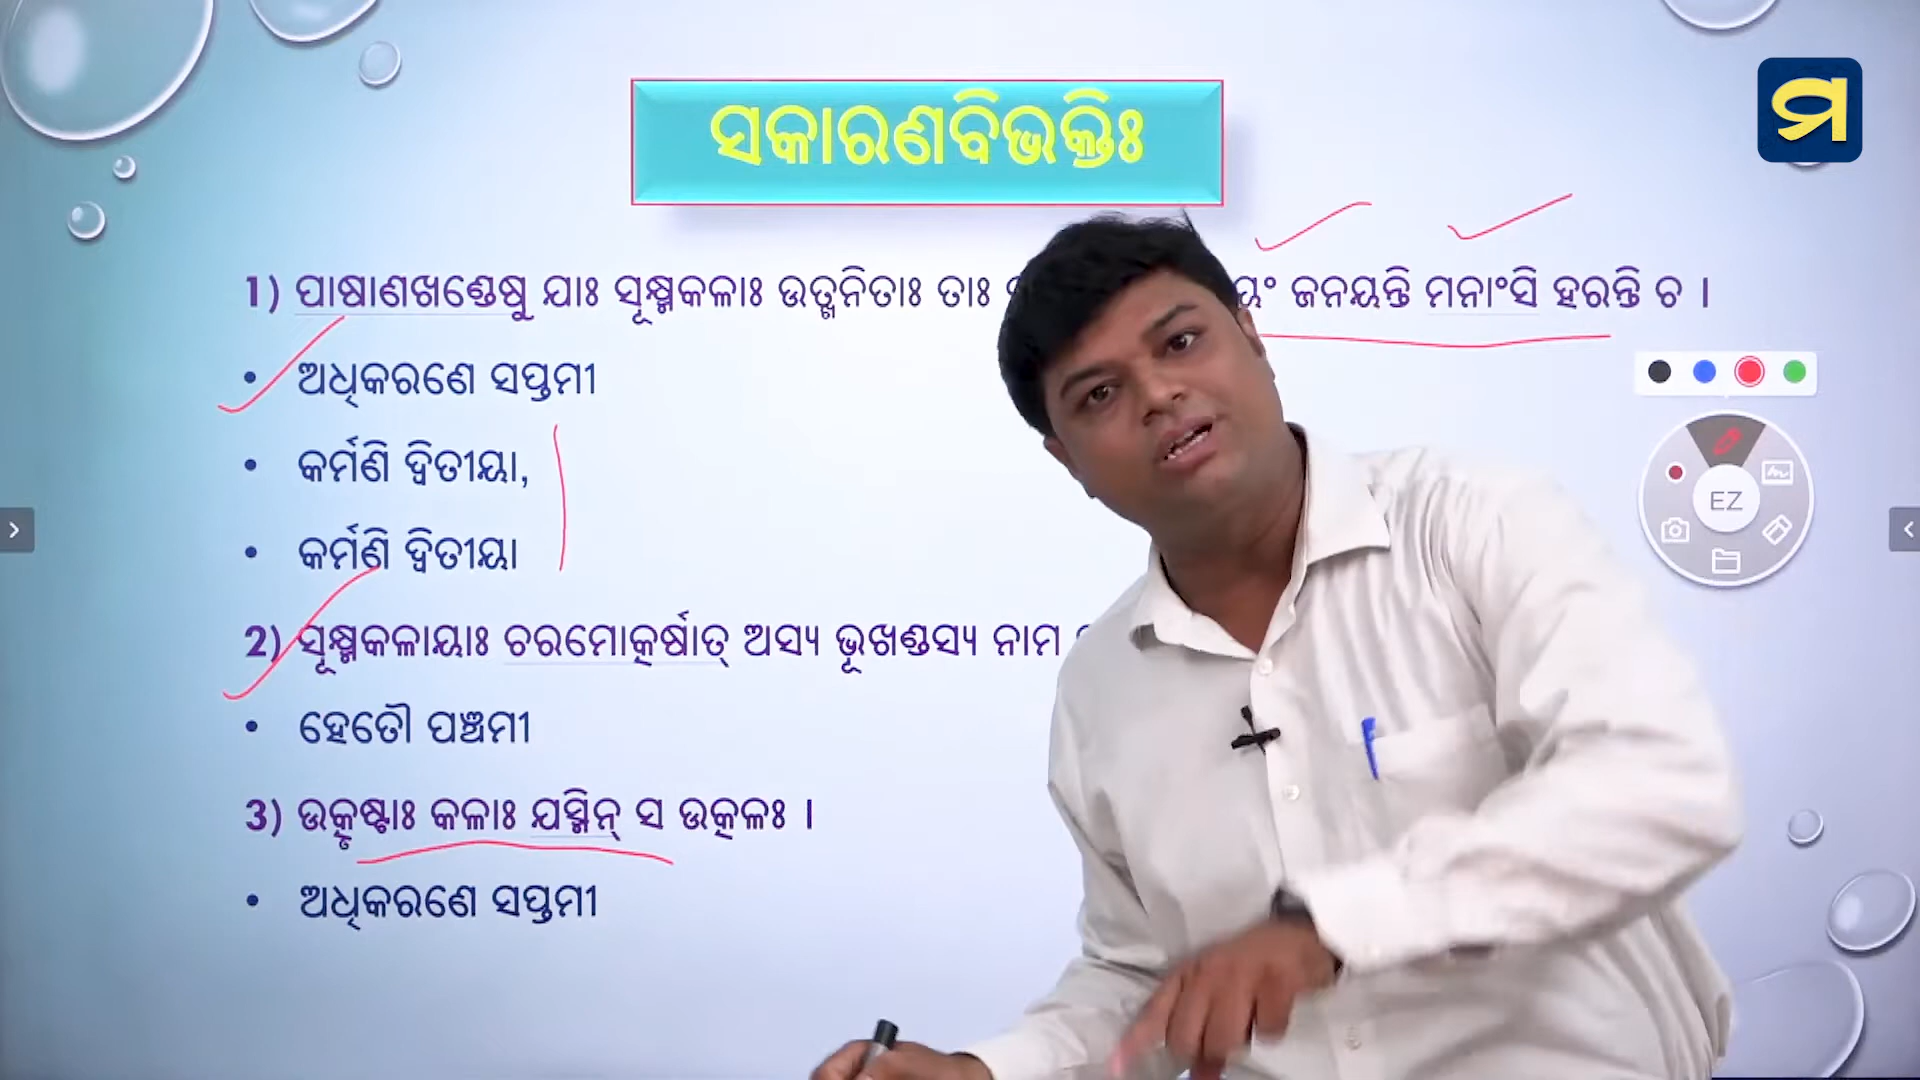 ସକାରଣବିଭକ୍ତିଃ
ମ
1) ପାଷାଣଖଣ୍ଡେଷୁ ଯାଃ ସୂକ୍ଷ୍ମକଳାଃ ଉତ୍ଖନିତାଃ ତାଃ ଜନୟନ୍ତି ମନାଂସି ହରନ୍ତି ଚ ।
• ଅଧିକରଣେ ସପ୍ତମୀ
• କର୍ମଣି ଦ୍ଵିତୀୟା,
• କର୍ମଣି ଦ୍ଵିତୀୟା
EZ
2) ସୂକ୍ଷ୍ମକଳାୟାଃ ଚରମୋତ୍କର୍ଷାତ୍ ଅସ୍ୟ ଭୂଖଣ୍ଡସ୍ୟ ନାମ
• ହେତୌ ପଞ୍ଚମୀ
3) ଉତ୍କୃଷ୍ଟାଃ କଳାଃ ଯସ୍ମିନ୍ ସ ଉତ୍କଳଃ ।
• ଅଧିକରଣେ ସପ୍ତମୀ